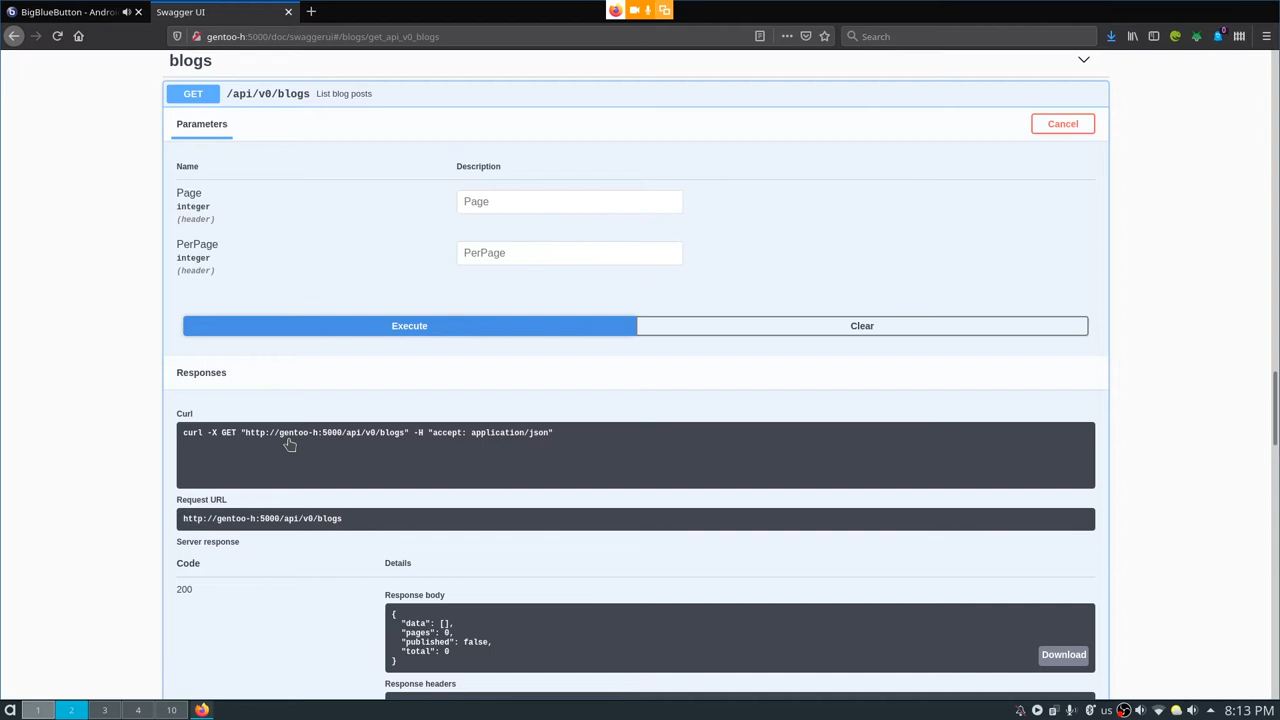 BigBlueButton - Androi
Swagger UI
gentoo-h:5000/doc/swaggerui#/blogs/get_api_v0_blogs
Search
blogs
GET /api/v0/blogs List blog posts
Parameters
Cancel
Name Description
Page
integer
(header)
Page
PerPage
integer
(header)
PerPage
Execute
Clear
Responses
Curl
curl -X GET "http://gentoo-h:5000/api/v0/blogs" -H "accept: application/json"
Request URL
http://gentoo-h:5000/api/v0/blogs
Server response
Code Details
200
Response body
{
"data": [],
"pages": 0,
"published": false,
"total": 0
}
Download
Response headers
1 2 3 4 10
us
8:13 PM